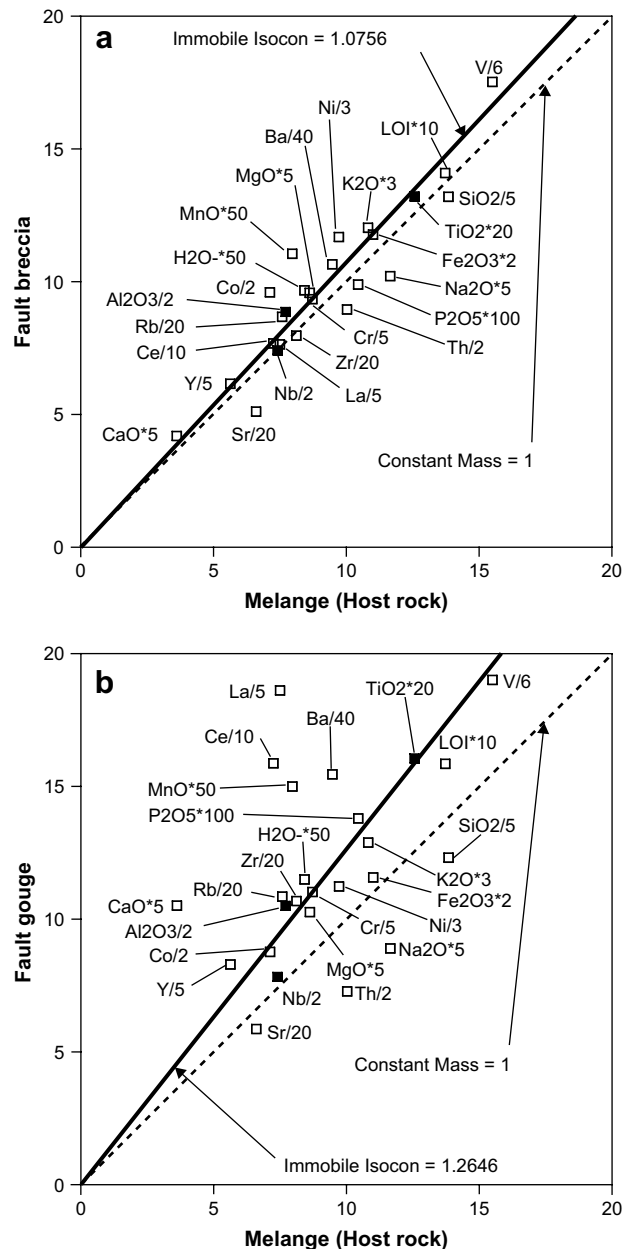 20
a
Immobile Isocon = 1.0756
V/6
Ni/3
LOI*10
Ba/40
15
MgO*5
K2O*3
SiO2/5
MnO*50
TiO2*20
H2O-*50
Fe2O3*2
Co/2
Na2O*5
10
Al2O3/2
P2O5*100
Rb/20
Cr/5
Th/2
Ce/10
Zr/20
Y/5
Nb/2
La/5
5
CaO*5
Sr/20
Constant Mass = 1
0
0
5
10
15
20
Fault breccia
Melange (Host rock)
20
b
La/5
TiO2*20
V/6
Ba/40
Ce/10
LOI*10
15
MnO*50
P2O5*100
SiO2/5
H2O-*50
Zr/20
K2O*3
Rb/20
Fe2O3*2
CaO*5
10
Al2O3/2
Cr/5
Ni/3
Co/2
MgO*5
Na2O*5
Y/5
Nb/2
Th/2
Sr/20
5
Constant Mass = 1
Immobile Isocon = 1.2646
0
0
5
10
15
20
Fault gouge
Melange (Host rock)